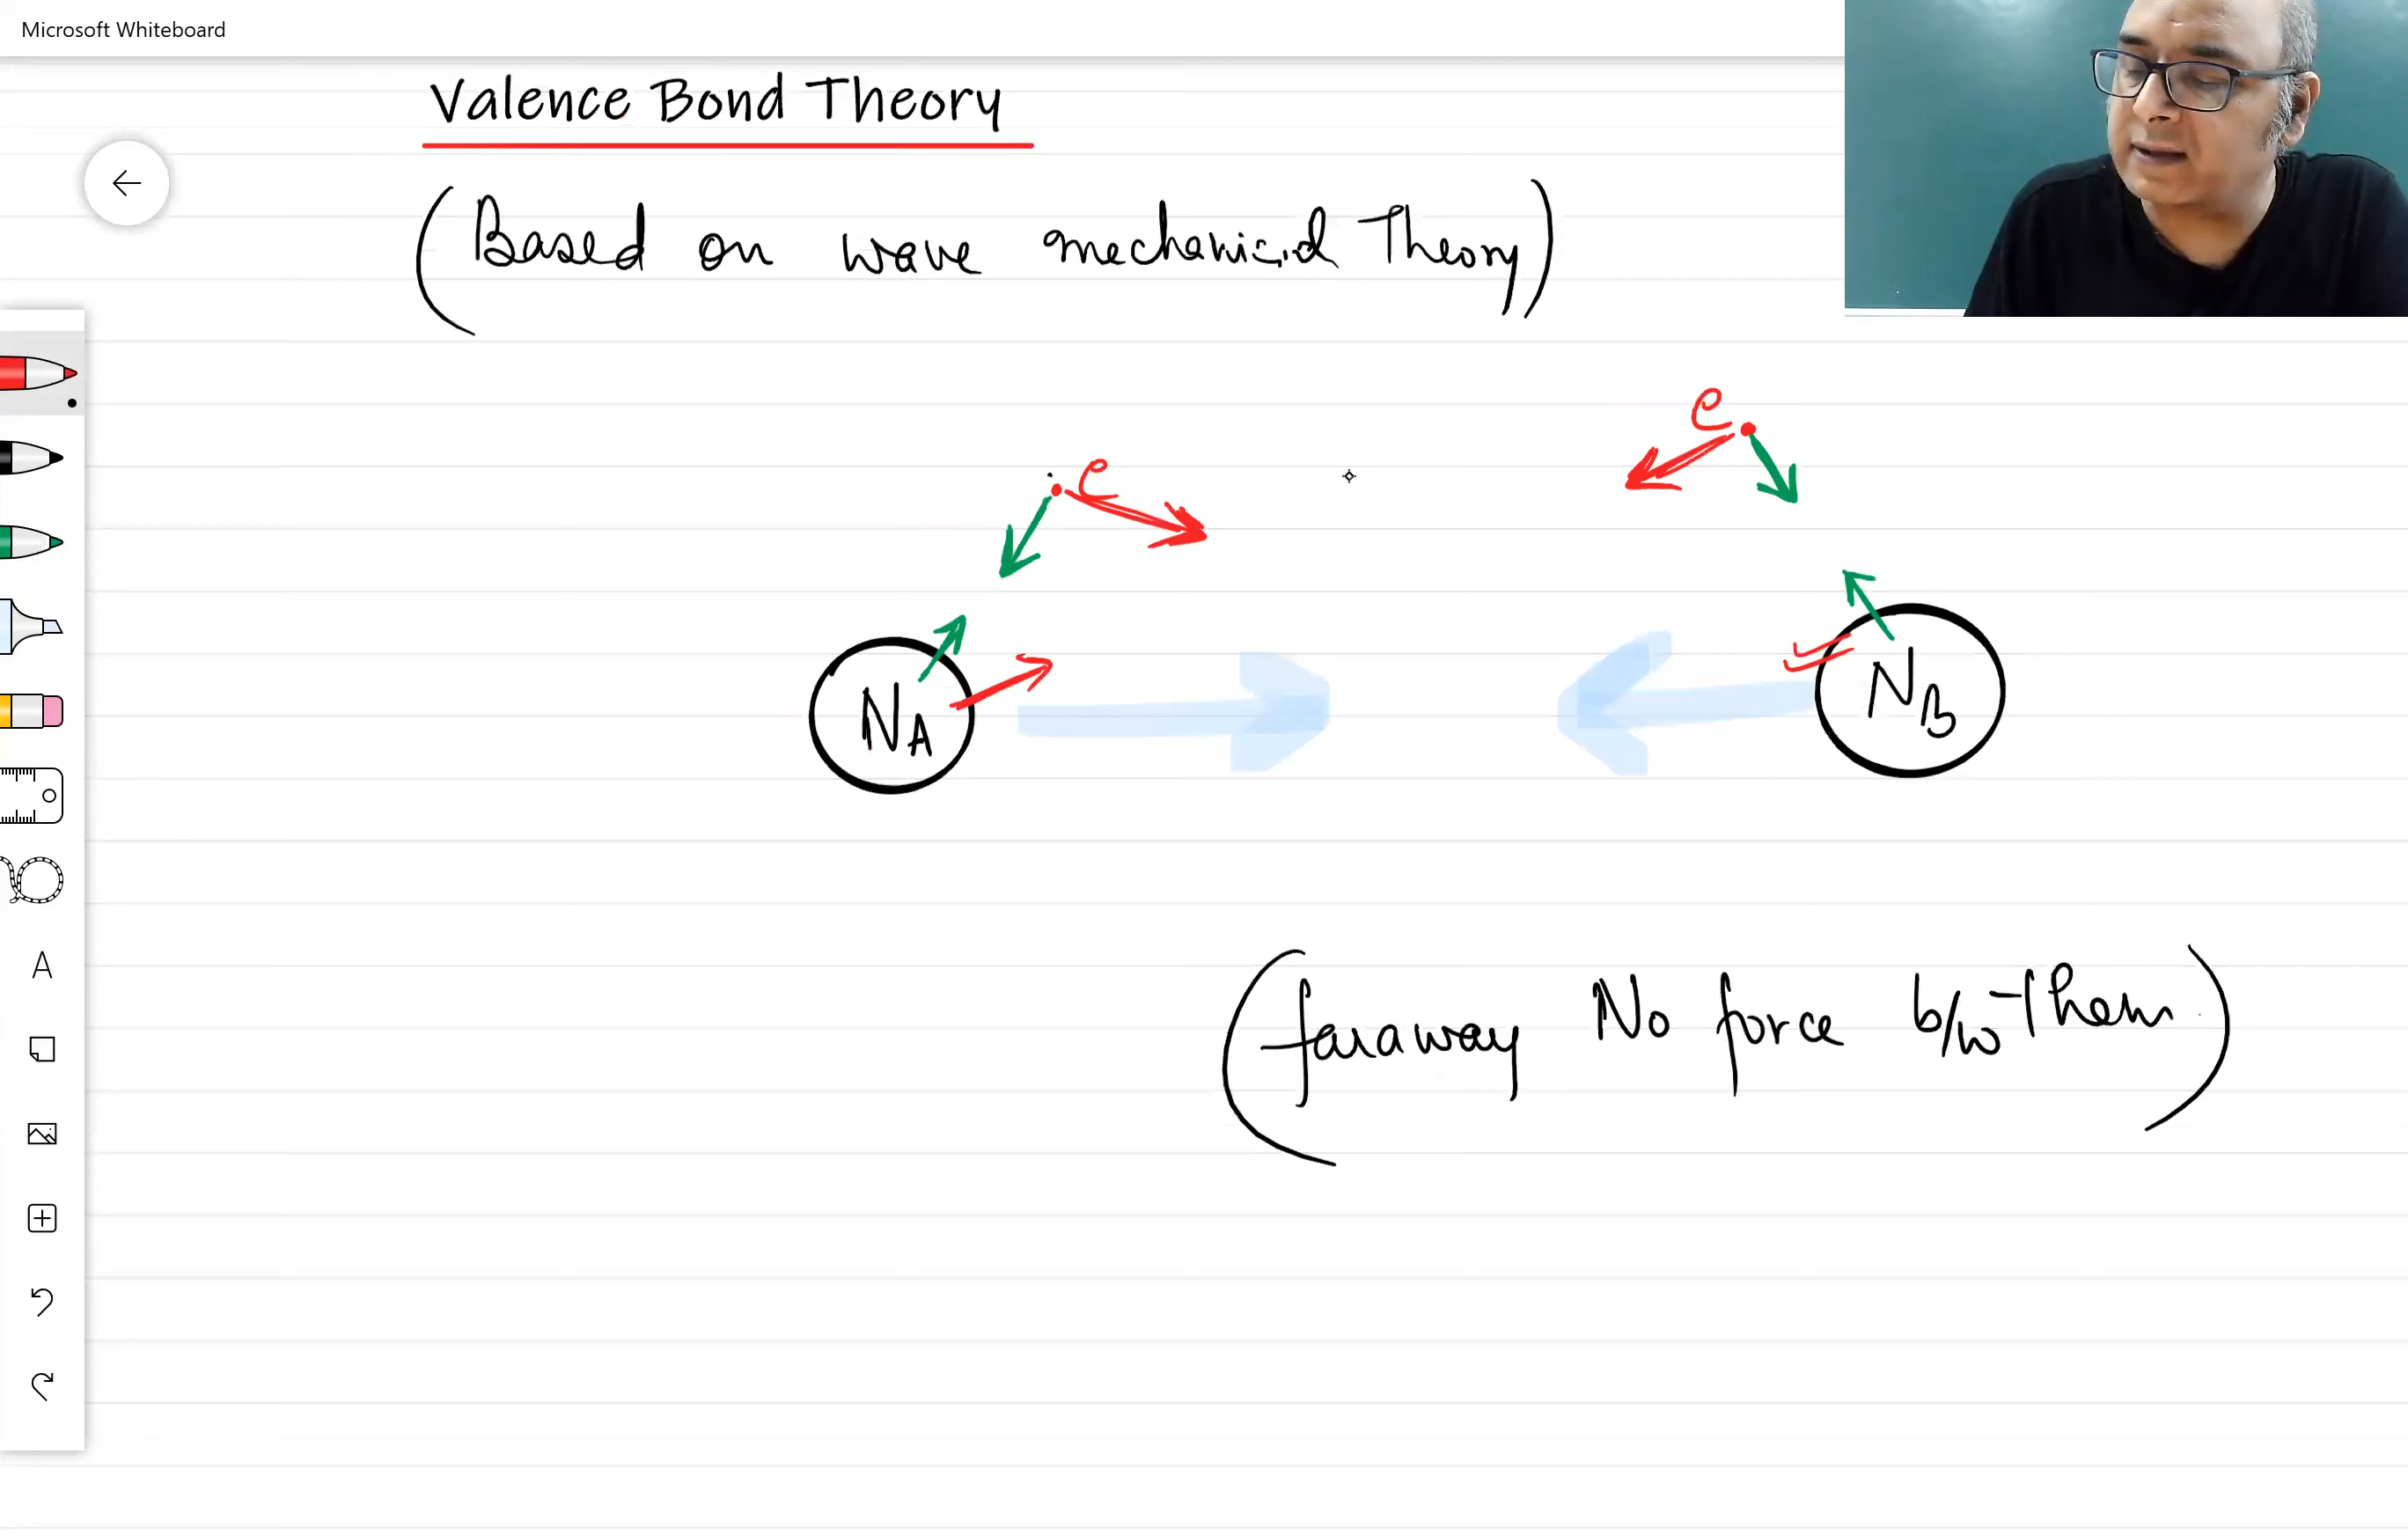 Microsoft Whiteboard
Valence Bond Theory
(Based on wave mechanical Theory)
e
e
NA
NB
(faraway No force b/w Them)
A